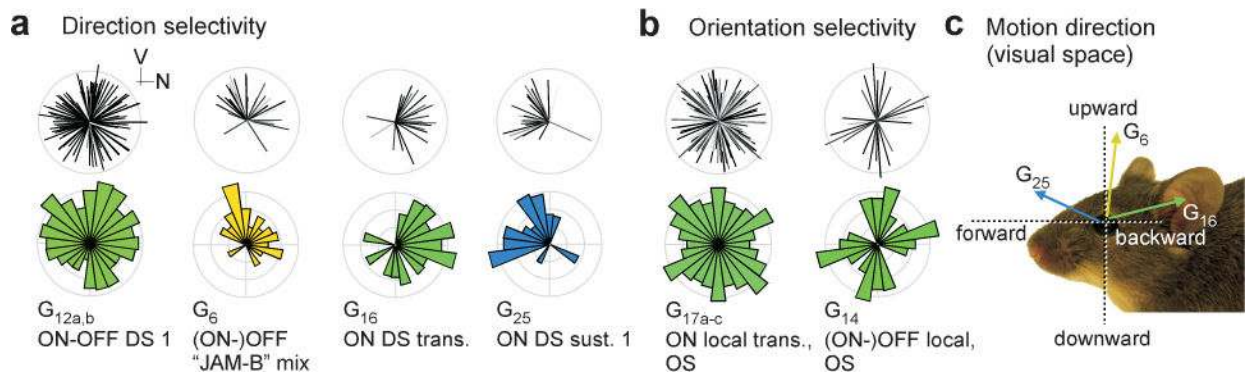 a Direction selectivity
V
N
G12a,b
ON-OFF DS 1
G6
(ON-)OFF
"JAM-B" mix
G16
ON DS trans.
G25
ON DS sust. 1
b Orientation selectivity
G17a-c
ON local trans.,
OS
G14
(ON-)OFF local,
OS
c Motion direction
(visual space)
upward
G6
G25
G16
forward
backward
downward